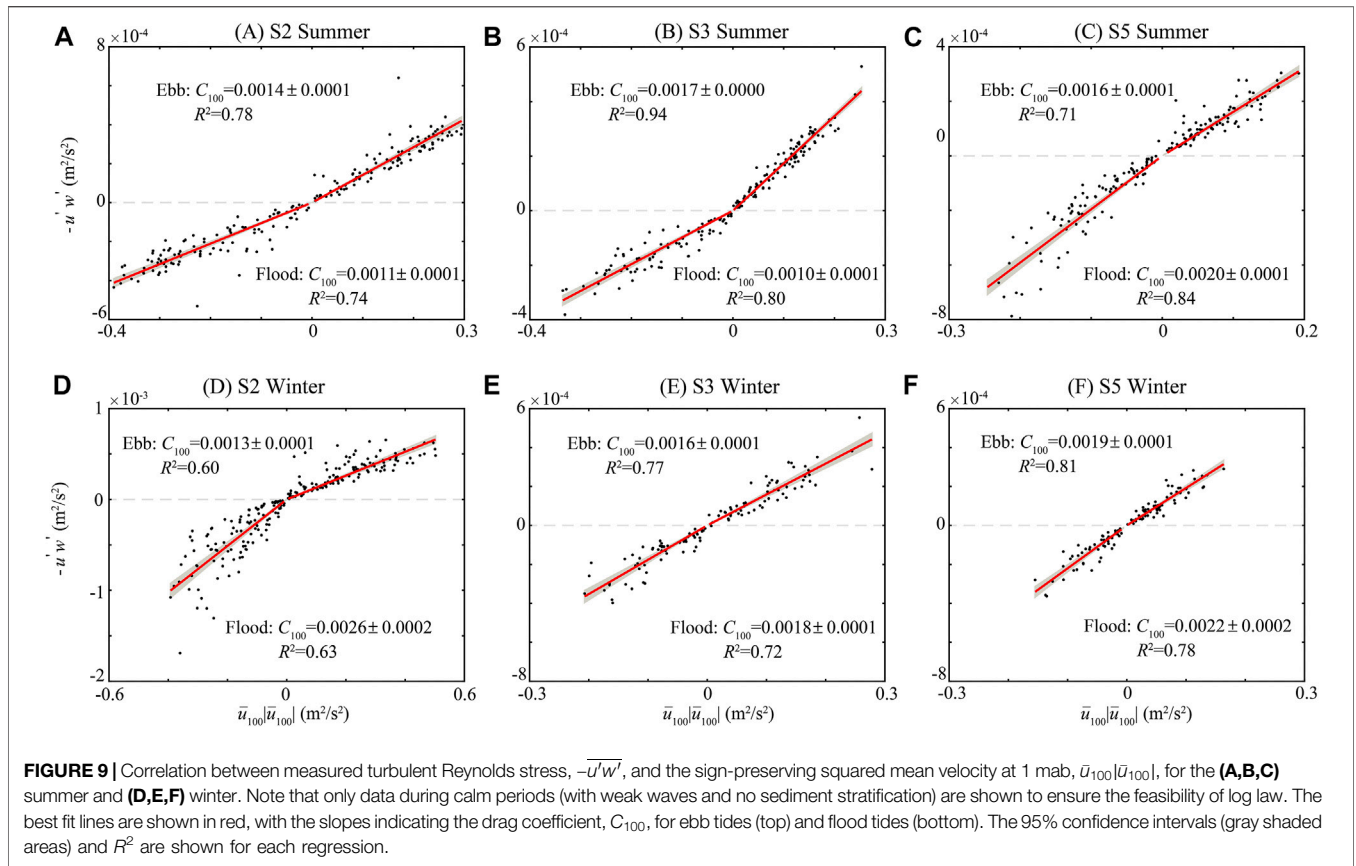 A
(A) S2 Summer
×10⁻⁴
8
0
-6
-u'w' (m²/s²)
Ebb: C₁₀₀=0.0014± 0.0001
R²=0.78
Flood: C₁₀₀=0.0011± 0.0001
R²=0.74
-0.4
0
0.3
B
(B) S3 Summer
×10⁻⁴
6
0
-4
Ebb: C₁₀₀=0.0017± 0.0000
R²=0.94
Flood: C₁₀₀=0.0010± 0.0001
R²=0.80
-0.4
0
0.3
C
(C) S5 Summer
×10⁻⁴
4
0
-8
Ebb: C₁₀₀=0.0016± 0.0001
R²=0.71
Flood: C₁₀₀=0.0020± 0.0001
R²=0.84
-0.3
0
0.2
D
(D) S2 Winter
×10⁻³
1
0
-1
-2
-u'w' (m²/s²)
Ebb: C₁₀₀=0.0013± 0.0001
R²=0.60
Flood: C₁₀₀=0.0026± 0.0002
R²=0.63
-0.6
0
0.6
ū₁₀₀|ū₁₀₀| (m²/s²)
E
(E) S3 Winter
×10⁻⁴
6
0
-8
Ebb: C₁₀₀=0.0016± 0.0001
R²=0.77
Flood: C₁₀₀=0.0018± 0.0001
R²=0.72
-0.3
0
0.3
ū₁₀₀|ū₁₀₀| (m²/s²)
F
(F) S5 Winter
×10⁻⁴
6
0
-8
Ebb: C₁₀₀=0.0019± 0.0001
R²=0.81
Flood: C₁₀₀=0.0022± 0.0002
R²=0.78
-0.3
0
0.3
ū₁₀₀|ū₁₀₀| (m²/s²)
FIGURE 9 | Correlation between measured turbulent Reynolds stress, −u′w′, and the sign-preserving squared mean velocity at 1 mab, ū₁₀₀|ū₁₀₀|, for the (A,B,C)
summer and (D,E,F) winter. Note that only data during calm periods (with weak waves and no sediment stratification) are shown to ensure the feasibility of log law. The
best fit lines are shown in red, with the slopes indicating the drag coefficient, C₁₀₀, for ebb tides (top) and flood tides (bottom). The 95% confidence intervals (gray shaded
areas) and R² are shown for each regression.